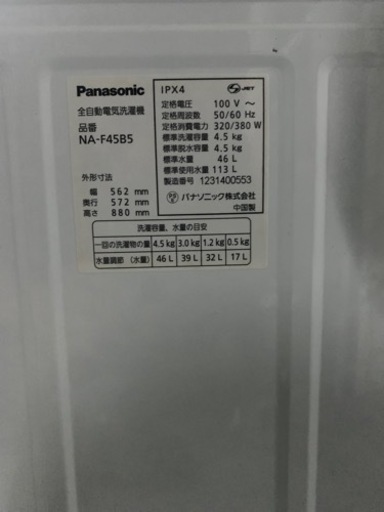 Panasonic
全自動電気洗濯機
品番
NA-F45B5
外形寸法
幅 562 mm
奥行 572 mm
高さ 880 mm
IPX4
JET
定格電圧 100 V ～
定格周波数 50/60 Hz
定格消費電力 320/380 W
標準洗濯容量 4.5 kg
標準脱水容量 4.5 kg
標準水量 46 L
標準使用水量 113 L
製造番号 1231400553
パナソニック株式会社
中国製
洗濯容量、水量の目安
一回の洗濯物の量 4.5 kg 3.0 kg 1.2 kg 0.5 kg
水量調節 (水量) 46 L 39 L 32 L 17 L